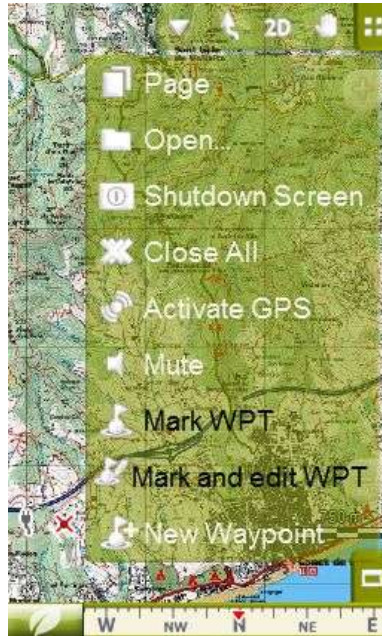 2D
Page
Open...
Shutdown Screen
Close All
Activate GPS
Mute
Mark WPT
Mark and edit WPT
New Waypoint
W NW N NE E